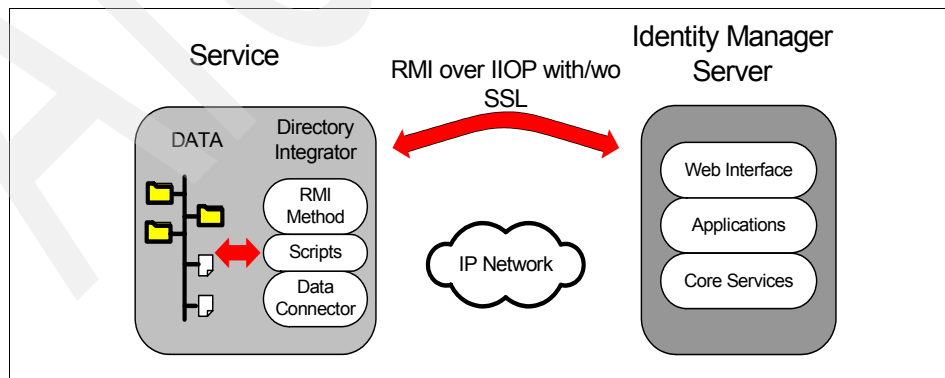 Service
RMI over IIOP with/wo
SSL
Identity Manager
Server
DATA
Directory
Integrator
RMI
Method
Scripts
Data
Connector
IP Network
Web Interface
Applications
Core Services